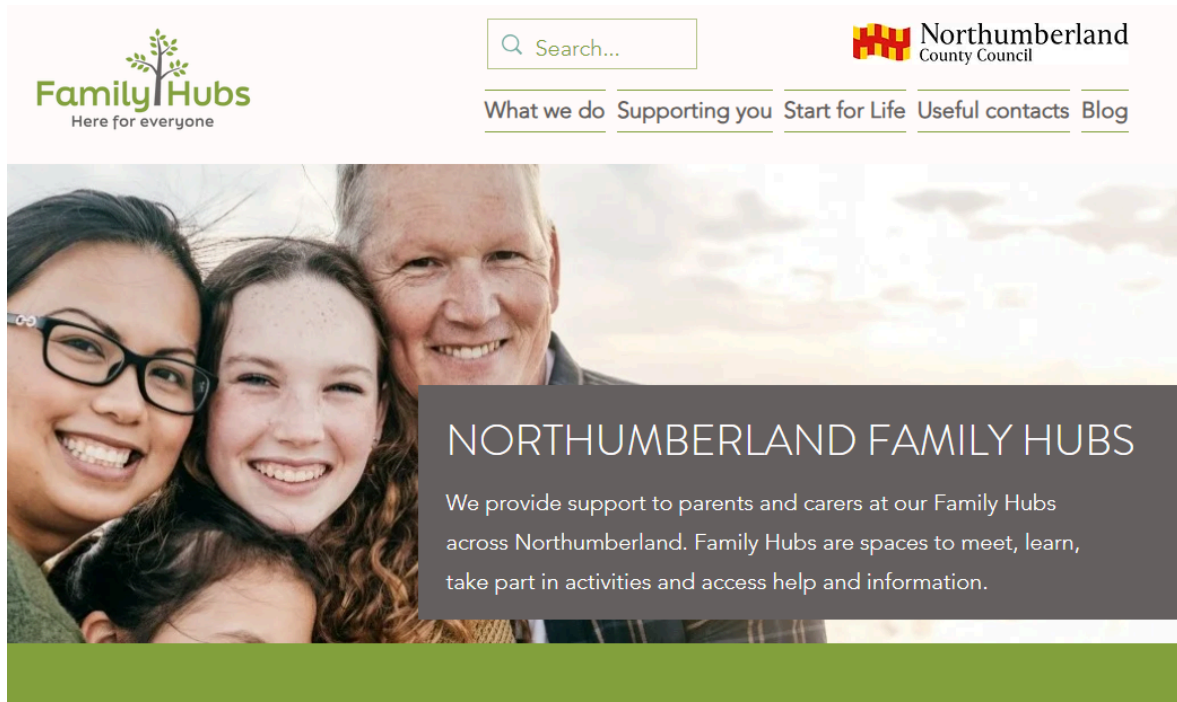 Family Hubs
Here for everyone
Search...
Northumberland
County Council
What we do Supporting you Start for Life Useful contacts Blog
NORTHUMBERLAND FAMILY HUBS
We provide support to parents and carers at our Family Hubs
across Northumberland. Family Hubs are spaces to meet, learn,
take part in activities and access help and information.